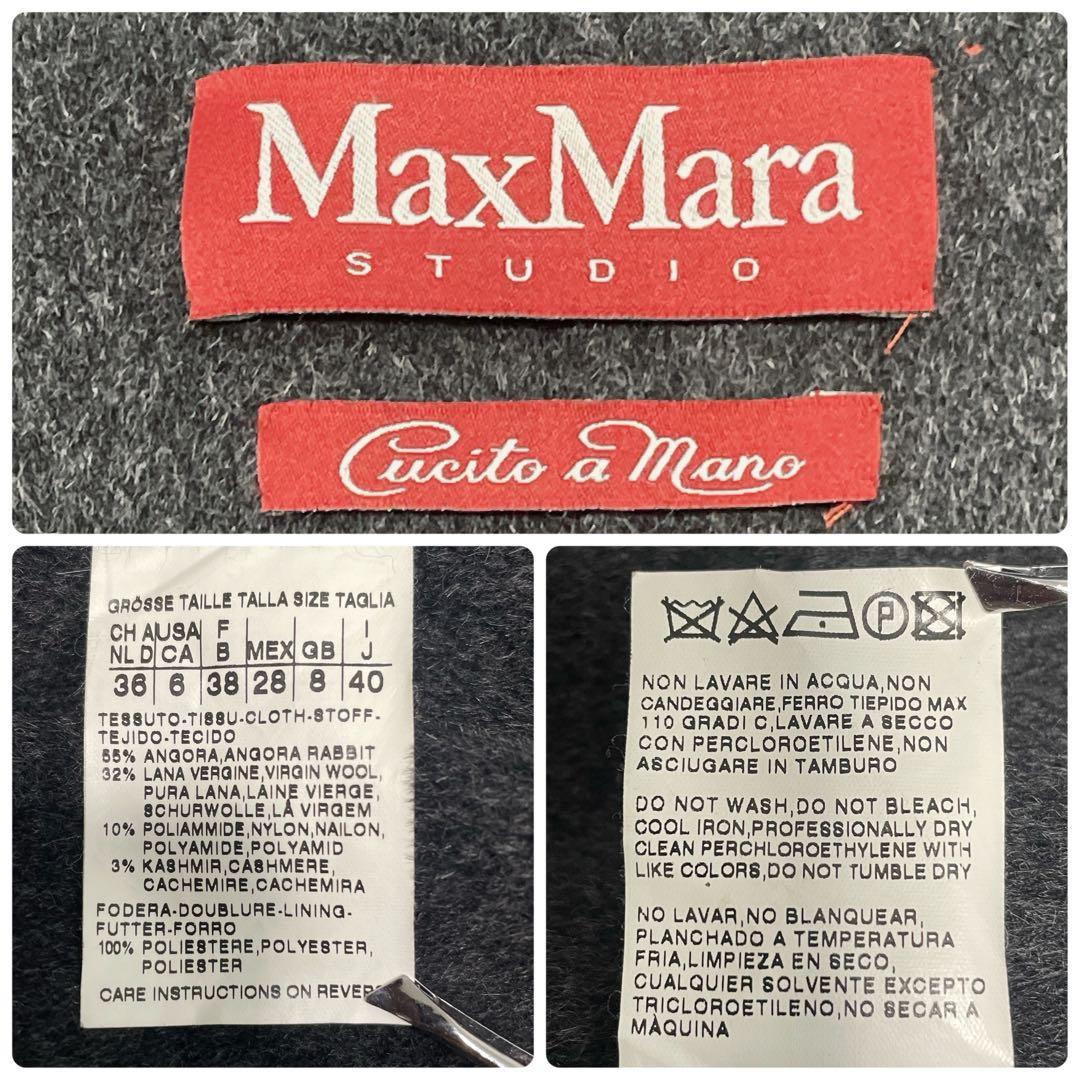 MaxMara
STUDIO
Cucito a Mano
GRÖSSE TAILLE TALLA SIZE TAGLIA
CH A USA F I
NL D CA B MEX GB J
36 6 38 28 8 40
TESSUTO-TISSU-CLOTH-STOFF-
TEJIDO-TECIDO
55% ANGORA,ANGORA RABBIT
32% LANA VERGINE,VIRGIN WOOL,
PURA LANA,LAINE VIERGE,
SCHURWOLLE,LÃ VIRGEM
10% POLIAMMIDE,NYLON,NAILON,
POLYAMIDE,POLYAMID
3% KASHMIR,CASHMERE,
CACHEMIRE,CACHEMIRA
FODERA-DOUBLURE-LINING-
FUTTER-FORRO
100% POLIESTERE,POLYESTER,
POLIESTER
CARE INSTRUCTIONS ON REVERS
P
NON LAVARE IN ACQUA,NON
CANDEGGIARE,FERRO TIEPIDO MAX
110 GRADI C,LAVARE A SECCO
CON PERCLOROETILENE,NON
ASCIUGARE IN TAMBURO
DO NOT WASH,DO NOT BLEACH,
COOL IRON,PROFESSIONALLY DRY
CLEAN PERCHLOROETHYLENE WITH
LIKE COLORS,DO NOT TUMBLE DRY
NO LAVAR,NO BLANQUEAR,
PLANCHADO A TEMPERATURA
FRIA,LIMPIEZA EN SECO,
CUALQUIER SOLVENTE EXCEPTO
TRICLOROETILENO,NO SECAR A
MÀQUINA